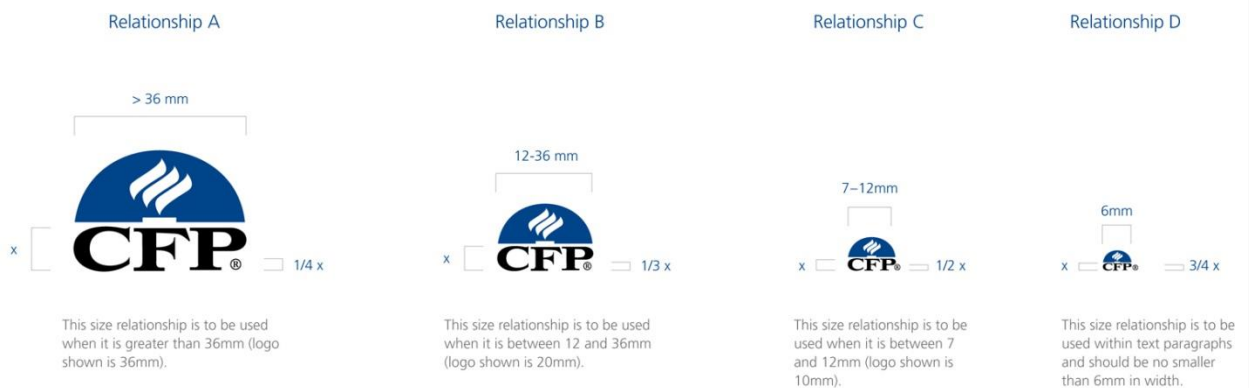 Relationship A
Relationship B
Relationship C
Relationship D
> 36 mm
12-36 mm
7–12mm
6mm
x
CFP®
1/4 x
x
CFP®
1/3 x
x
CFP®
1/2 x
x
CFP®
3/4 x
This size relationship is to be used
when it is greater than 36mm (logo
shown is 36mm).
This size relationship is to be used
when it is between 12 and 36mm
(logo shown is 20mm).
This size relationship is to be
used when it is between 7
and 12mm (logo shown is
10mm).
This size relationship is to be
used within text paragraphs
and should be no smaller
than 6mm in width.